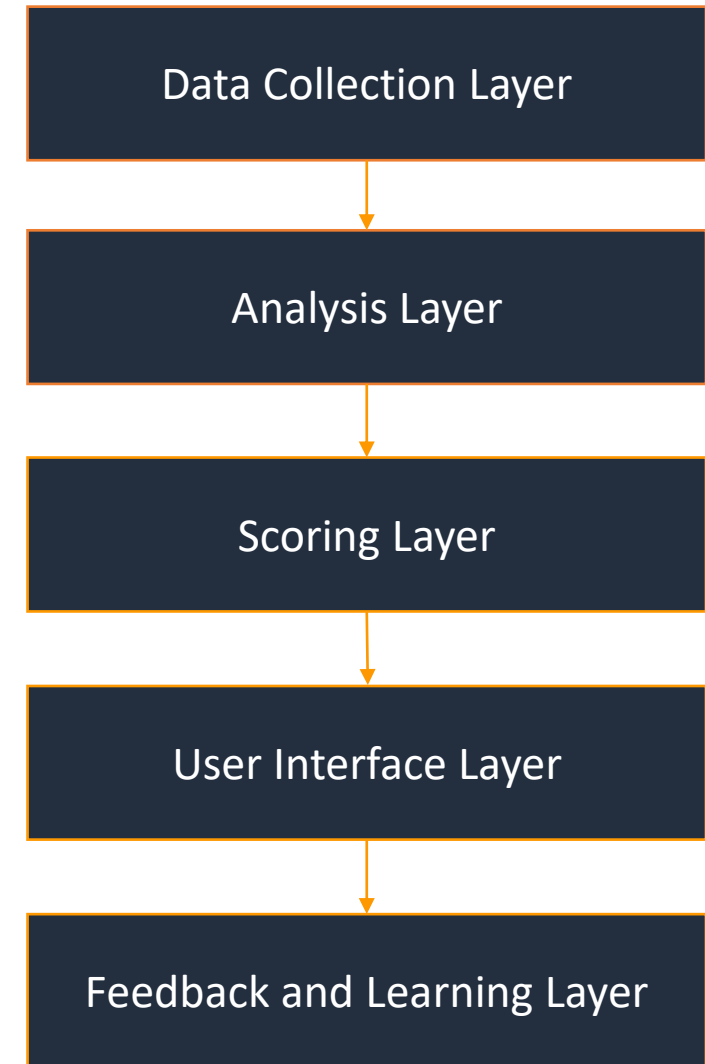 Data Collection Layer
Analysis Layer
Scoring Layer
User Interface Layer
Feedback and Learning Layer